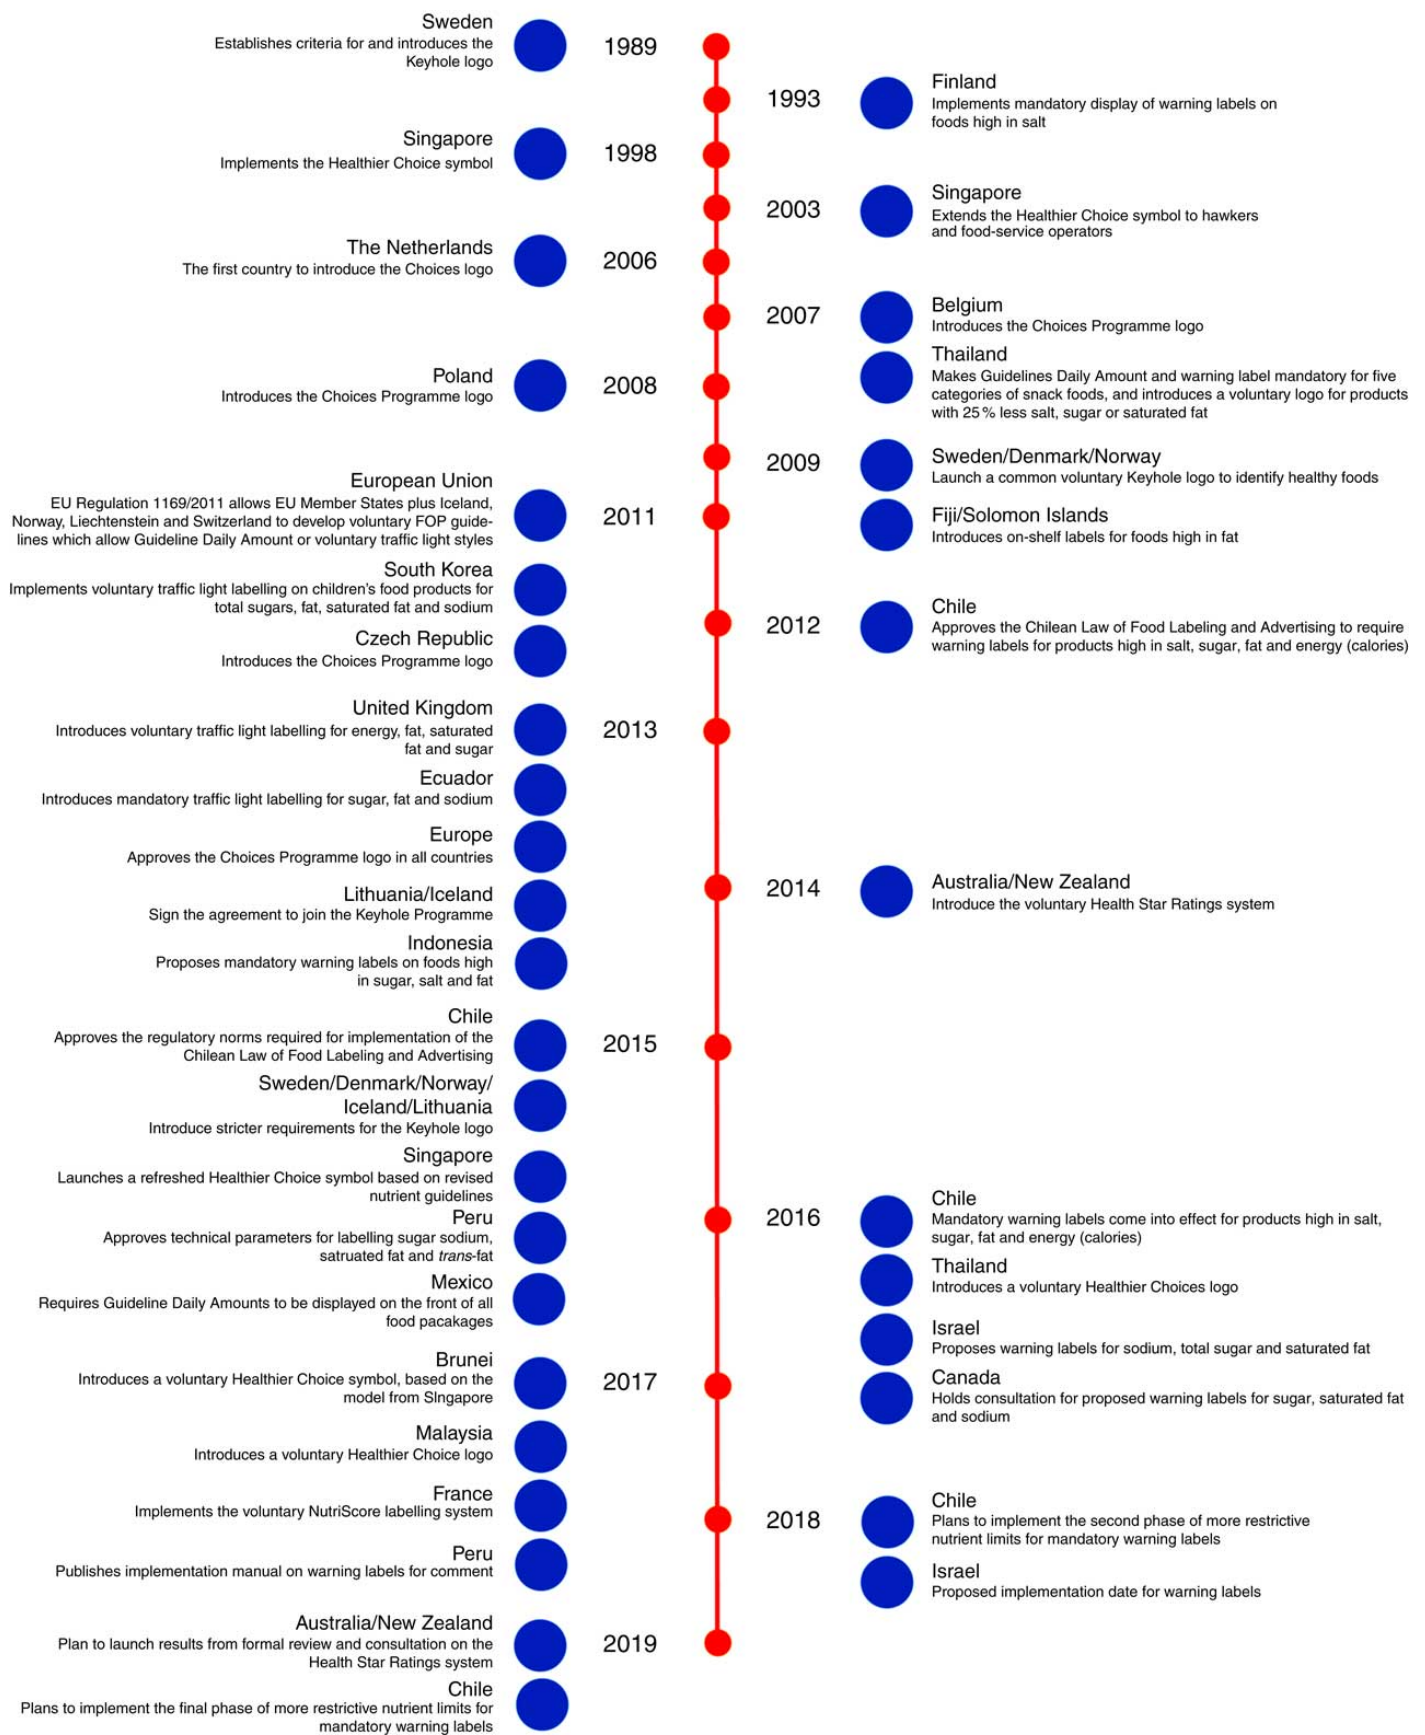 Sweden
Establishes criteria for and introduces the
Keyhole logo
1989
1993
Finland
Implements mandatory display of warning labels on
foods high in salt
Singapore
Implements the Healthier Choice symbol
1998
2003
Singapore
Extends the Healthier Choice symbol to hawkers
and food-service operators
The Netherlands
The first country to introduce the Choices logo
2006
2007
Belgium
Introduces the Choices Programme logo
Thailand
Makes Guidelines Daily Amount and warning label mandatory for five
categories of snack foods, and introduces a voluntary logo for products
with 25 % less salt, sugar or saturated fat
Poland
Introduces the Choices Programme logo
2008
2009
Sweden/Denmark/Norway
Launch a common voluntary Keyhole logo to identify healthy foods
Fiji/Solomon Islands
Introduces on-shelf labels for foods high in fat
European Union
EU Regulation 1169/2011 allows EU Member States plus Iceland,
Norway, Liechtenstein and Switzerland to develop voluntary FOP guide-
lines which allow Guideline Daily Amount or voluntary traffic light styles
2011
South Korea
Implements voluntary traffic light labelling on children's food products for
total sugars, fat, saturated fat and sodium
Czech Republic
Introduces the Choices Programme logo
2012
Chile
Approves the Chilean Law of Food Labeling and Advertising to require
warning labels for products high in salt, sugar, fat and energy (calories)
United Kingdom
Introduces voluntary traffic light labelling for energy, fat, saturated
fat and sugar
2013
Ecuador
Introduces mandatory traffic light labelling for sugar, fat and sodium
Europe
Approves the Choices Programme logo in all countries
Lithuania/Iceland
Sign the agreement to join the Keyhole Programme
Indonesia
Proposes mandatory warning labels on foods high
in sugar, salt and fat
2014
Australia/New Zealand
Introduce the voluntary Health Star Ratings system
Chile
Approves the regulatory norms required for implementation of the
Chilean Law of Food Labeling and Advertising
2015
Sweden/Denmark/Norway/
Iceland/Lithuania
Introduce stricter requirements for the Keyhole logo
Singapore
Launches a refreshed Healthier Choice symbol based on revised
nutrient guidelines
Peru
Approves technical parameters for labelling sugar sodium,
satruated fat and trans-fat
Mexico
Requires Guideline Daily Amounts to be displayed on the front of all
food pacakages
2016
Chile
Mandatory warning labels come into effect for products high in salt,
sugar, fat and energy (calories)
Thailand
Introduces a voluntary Healthier Choices logo
Israel
Proposes warning labels for sodium, total sugar and saturated fat
Canada
Holds consultation for proposed warning labels for sugar, saturated fat
and sodium
Brunei
Introduces a voluntary Healthier Choice symbol, based on the
model from SIngapore
2017
Malaysia
Introduces a voluntary Healthier Choice logo
France
Implements the voluntary NutriScore labelling system
Peru
Publishes implementation manual on warning labels for comment
2018
Chile
Plans to implement the second phase of more restrictive
nutrient limits for mandatory warning labels
Israel
Proposed implementation date for warning labels
Australia/New Zealand
Plan to launch results from formal review and consultation on the
Health Star Ratings system
2019
Chile
Plans to implement the final phase of more restrictive nutrient limits for
mandatory warning labels